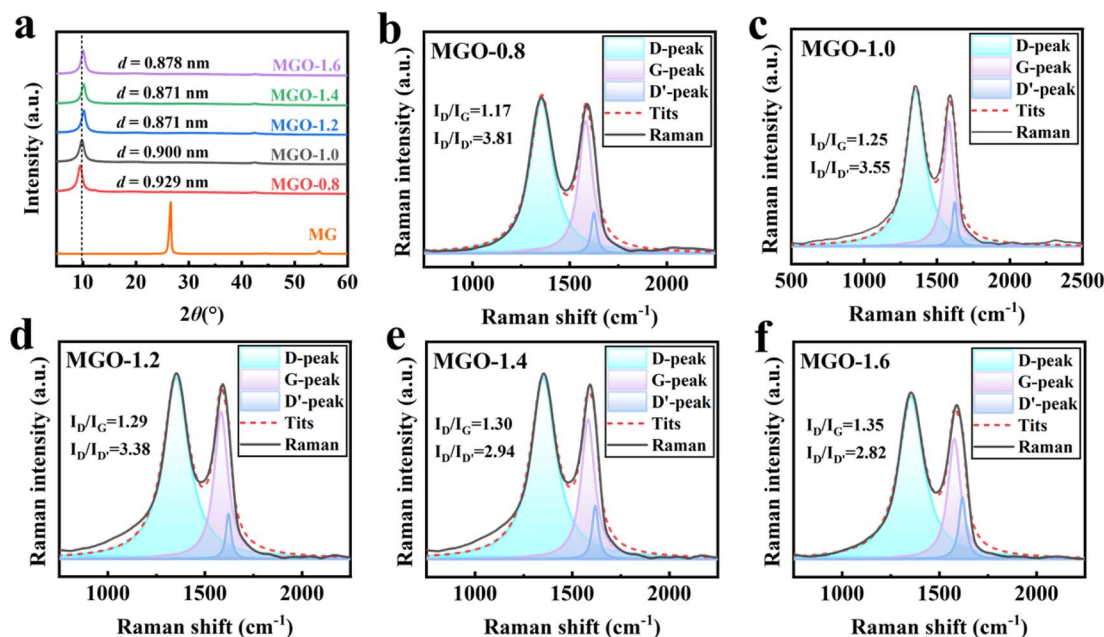 a
Intensity (a.u.)
d = 0.878 nm MGO-1.6
d = 0.871 nm MGO-1.4
d = 0.871 nm MGO-1.2
d = 0.900 nm MGO-1.0
d = 0.929 nm MGO-0.8
MG
0 10 20 30 40 50 60
2θ(°)
b
MGO-0.8
Raman intensity (a.u.)
I_D/I_G=1.17
I_D/I_D'=3.81
D-peak
G-peak
D'-peak
Tits
Raman
1000 1500 2000
Raman shift (cm⁻¹)
c
MGO-1.0
Raman intensity (a.u.)
I_D/I_G=1.25
I_D/I_D'=3.55
D-peak
G-peak
D'-peak
Tits
Raman
500 1000 1500 2000 2500
Raman shift (cm⁻¹)
d
MGO-1.2
Raman intensity (a.u.)
I_D/I_G=1.29
I_D/I_D'=3.38
D-peak
G-peak
D'-peak
Tits
Raman
1000 1500 2000
Raman shift (cm⁻¹)
e
MGO-1.4
Raman intensity (a.u.)
I_D/I_G=1.30
I_D/I_D'=2.94
D-peak
G-peak
D'-peak
Tits
Raman
1000 1500 2000
Raman shift (cm⁻¹)
f
MGO-1.6
Raman intensity (a.u.)
I_D/I_G=1.35
I_D/I_D'=2.82
D-peak
G-peak
D'-peak
Tits
Raman
1000 1500 2000
Raman shift (cm⁻¹)